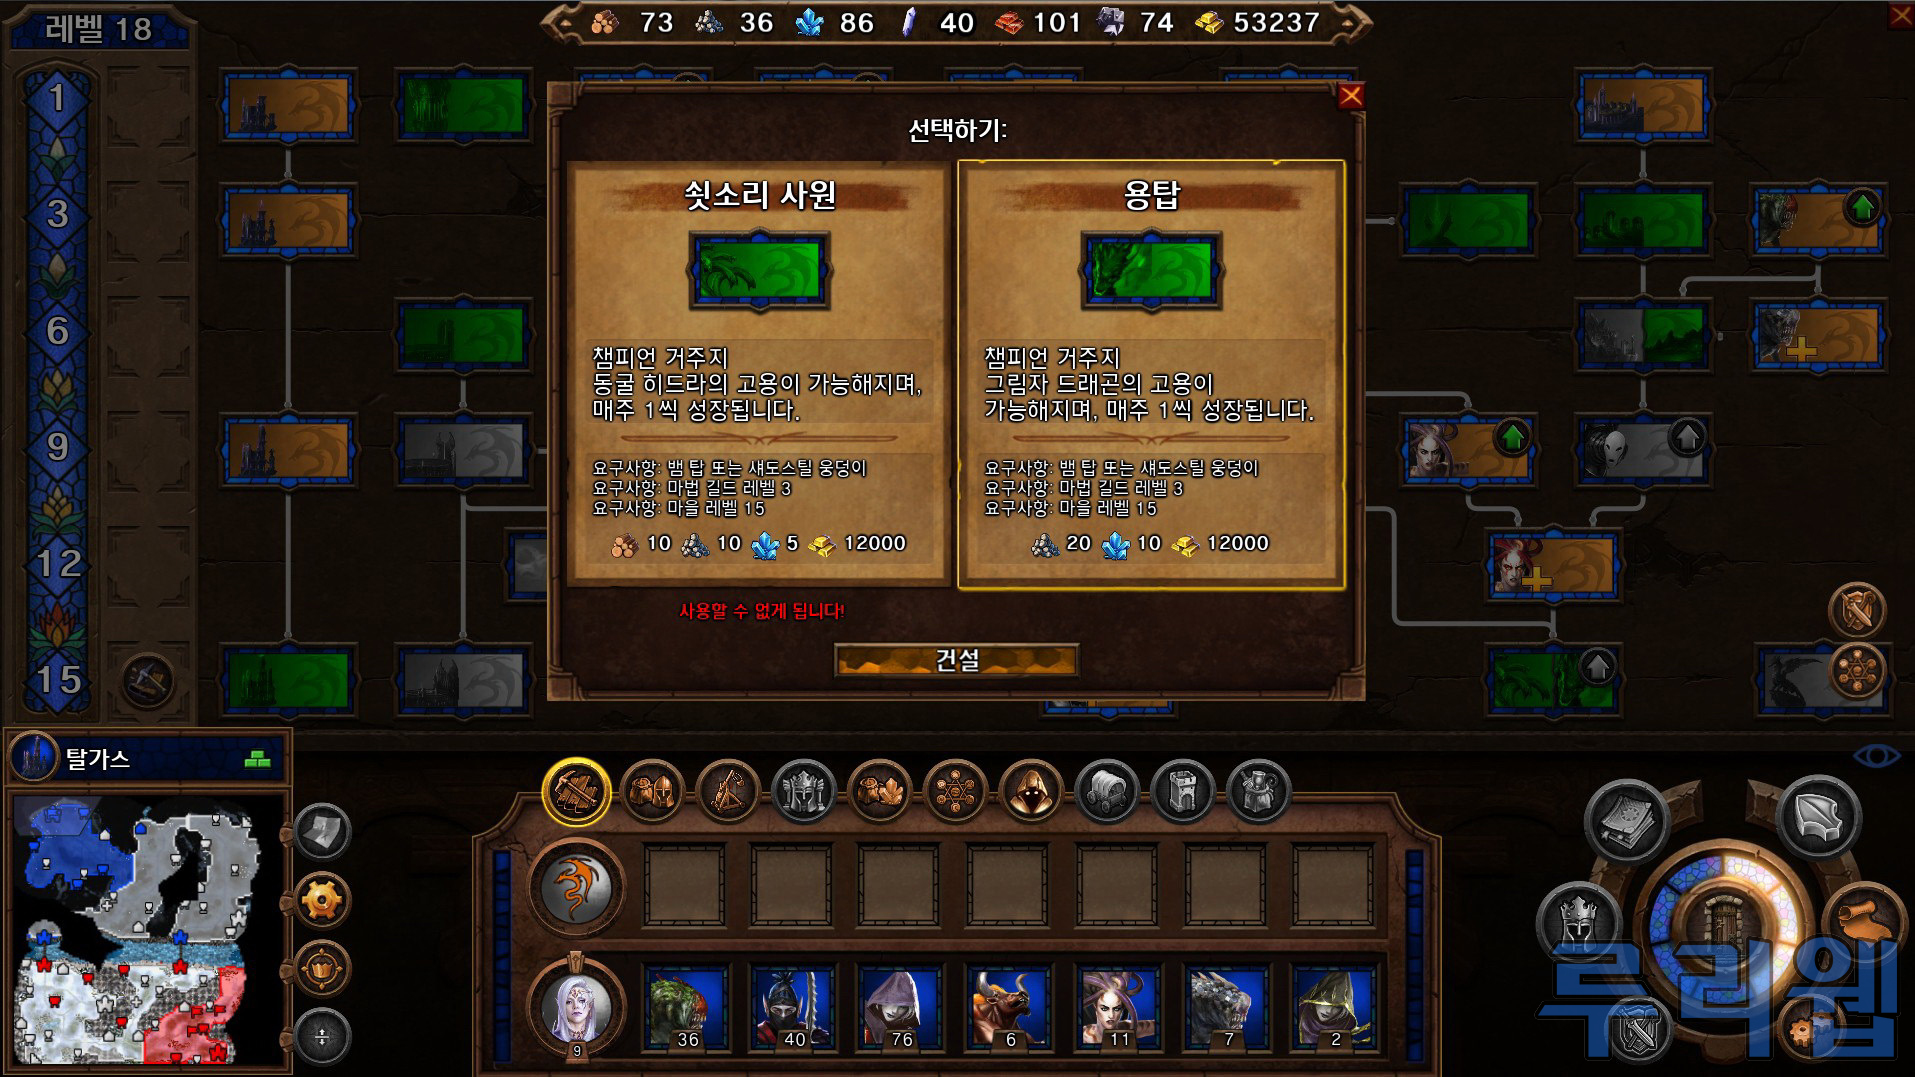 레벨 18
73 36 86 40 101 74 53237
1
3
6
9
12
15
선택하기:
쇳소리 사원
챔피언 거주지
동굴 히드라의 고용이 가능해지며,
매주 1씩 성장됩니다.
요구사항: 뱀 탑 또는 섀도스틸 웅덩이
요구사항: 마법 길드 레벨 3
요구사항: 마을 레벨 15
10 10 5 12000
사용할 수 없게 됩니다!
용탑
챔피언 거주지
그림자 드래곤의 고용이
가능해지며, 매주 1씩 성장됩니다.
요구사항: 뱀 탑 또는 섀도스틸 웅덩이
요구사항: 마법 길드 레벨 3
요구사항: 마을 레벨 15
20 10 12000
건설
탈가스
9
36 40 76 6 11 7 2
루리웹